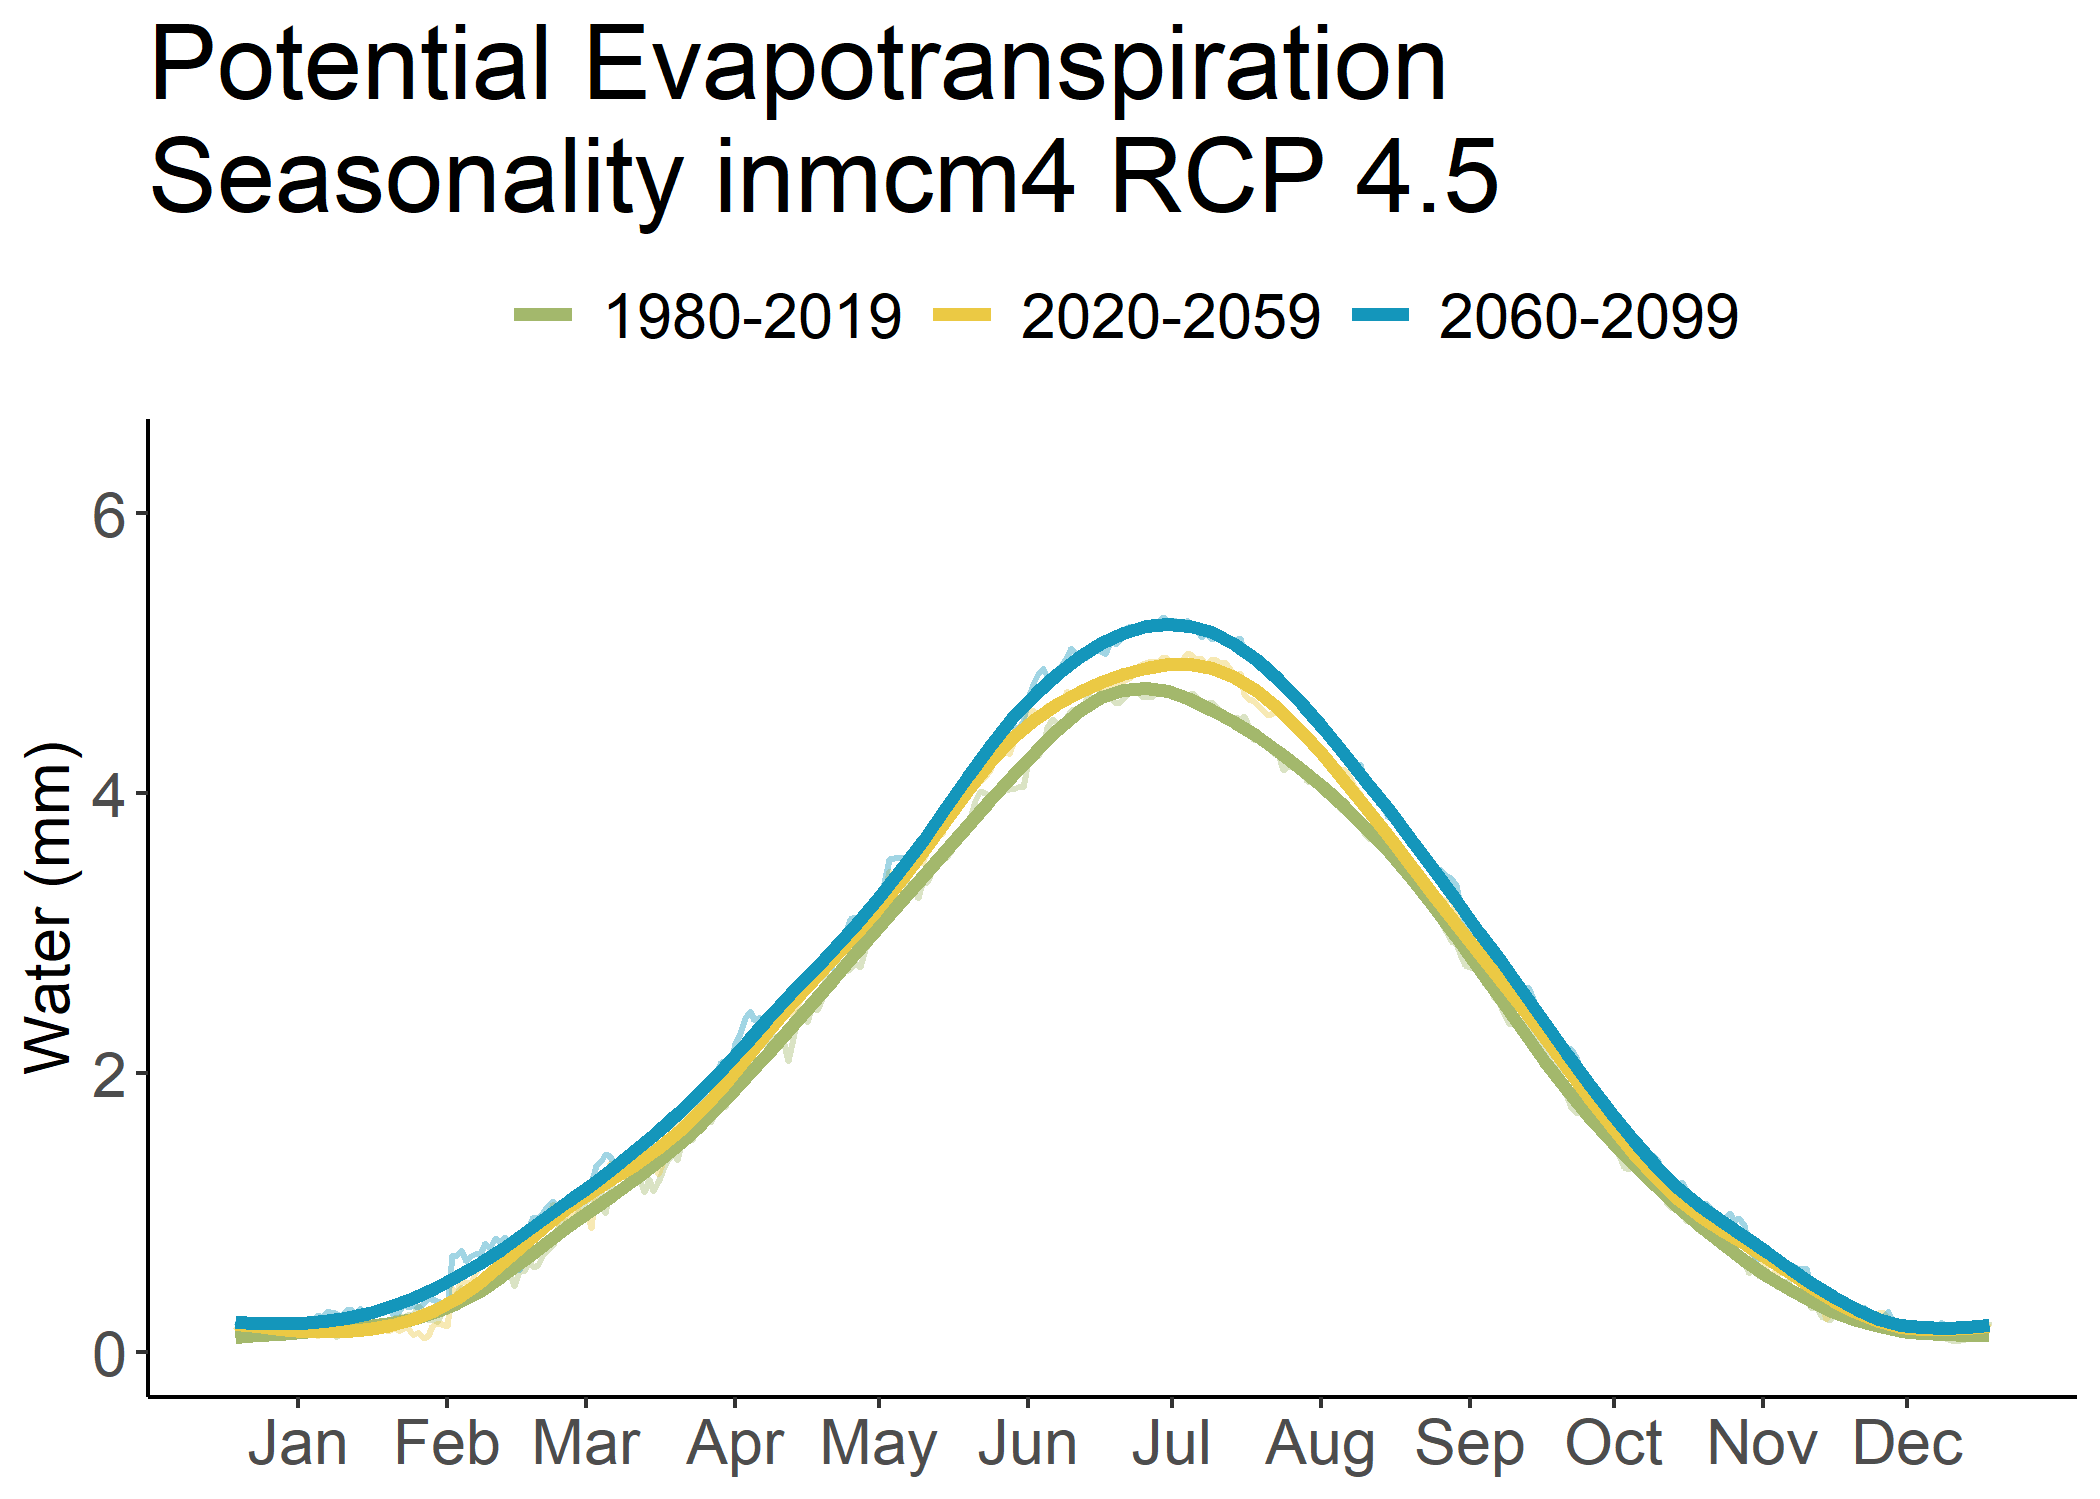 Potential Evapotranspiration
Seasonality inmcm4 RCP 4.5
1980-2019 2020-2059 2060-2099
6
4
2
0
Water (mm)
Jan Feb Mar Apr May Jun Jul Aug Sep Oct Nov Dec